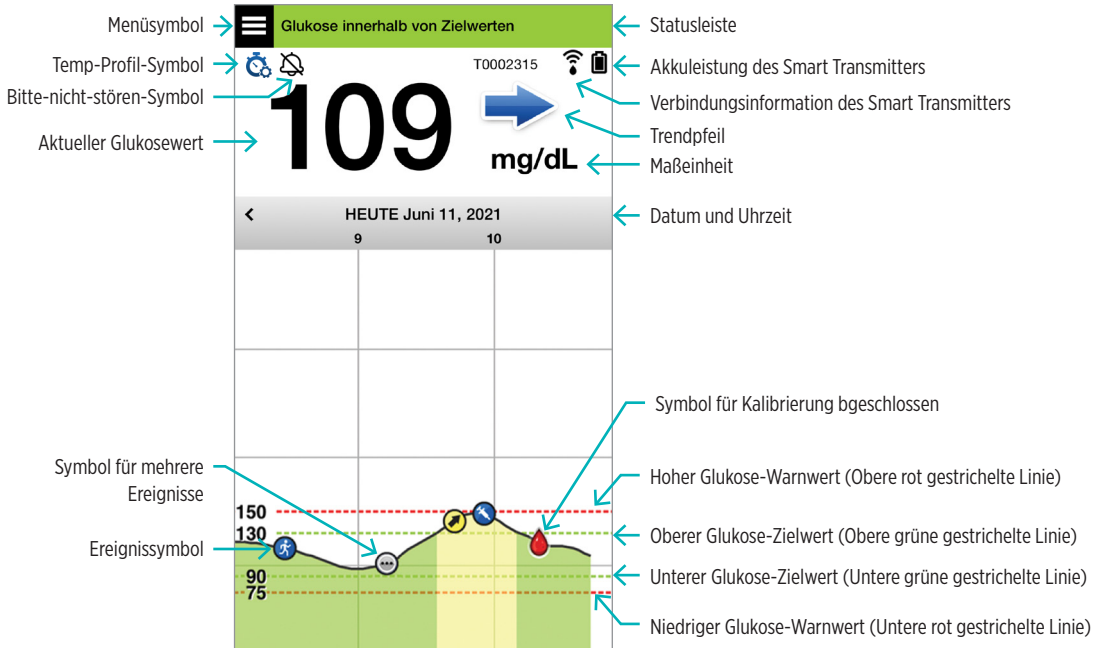 Menüsymbol
Glukose innerhalb von Zielwerten
Statusleiste
Temp-Profil-Symbol
T0002315
Akkuleistung des Smart Transmitters
Bitte-nicht-stören-Symbol
Verbindungsinformation des Smart Transmitters
Aktueller Glukosewert
109
Trendpfeil
mg/dL
Maßeinheit
< HEUTE Juni 11, 2021
Datum und Uhrzeit
9 10
Symbol für Kalibrierung bgeschlossen
Symbol für mehrere
Ereignisse
Hoher Glukose-Warnwert (Obere rot gestrichelte Linie)
150
130
Oberer Glukose-Zielwert (Obere grüne gestrichelte Linie)
Ereignissymbol
90
Unterer Glukose-Zielwert (Untere grüne gestrichelte Linie)
75
Niedriger Glukose-Warnwert (Untere rot gestrichelte Linie)